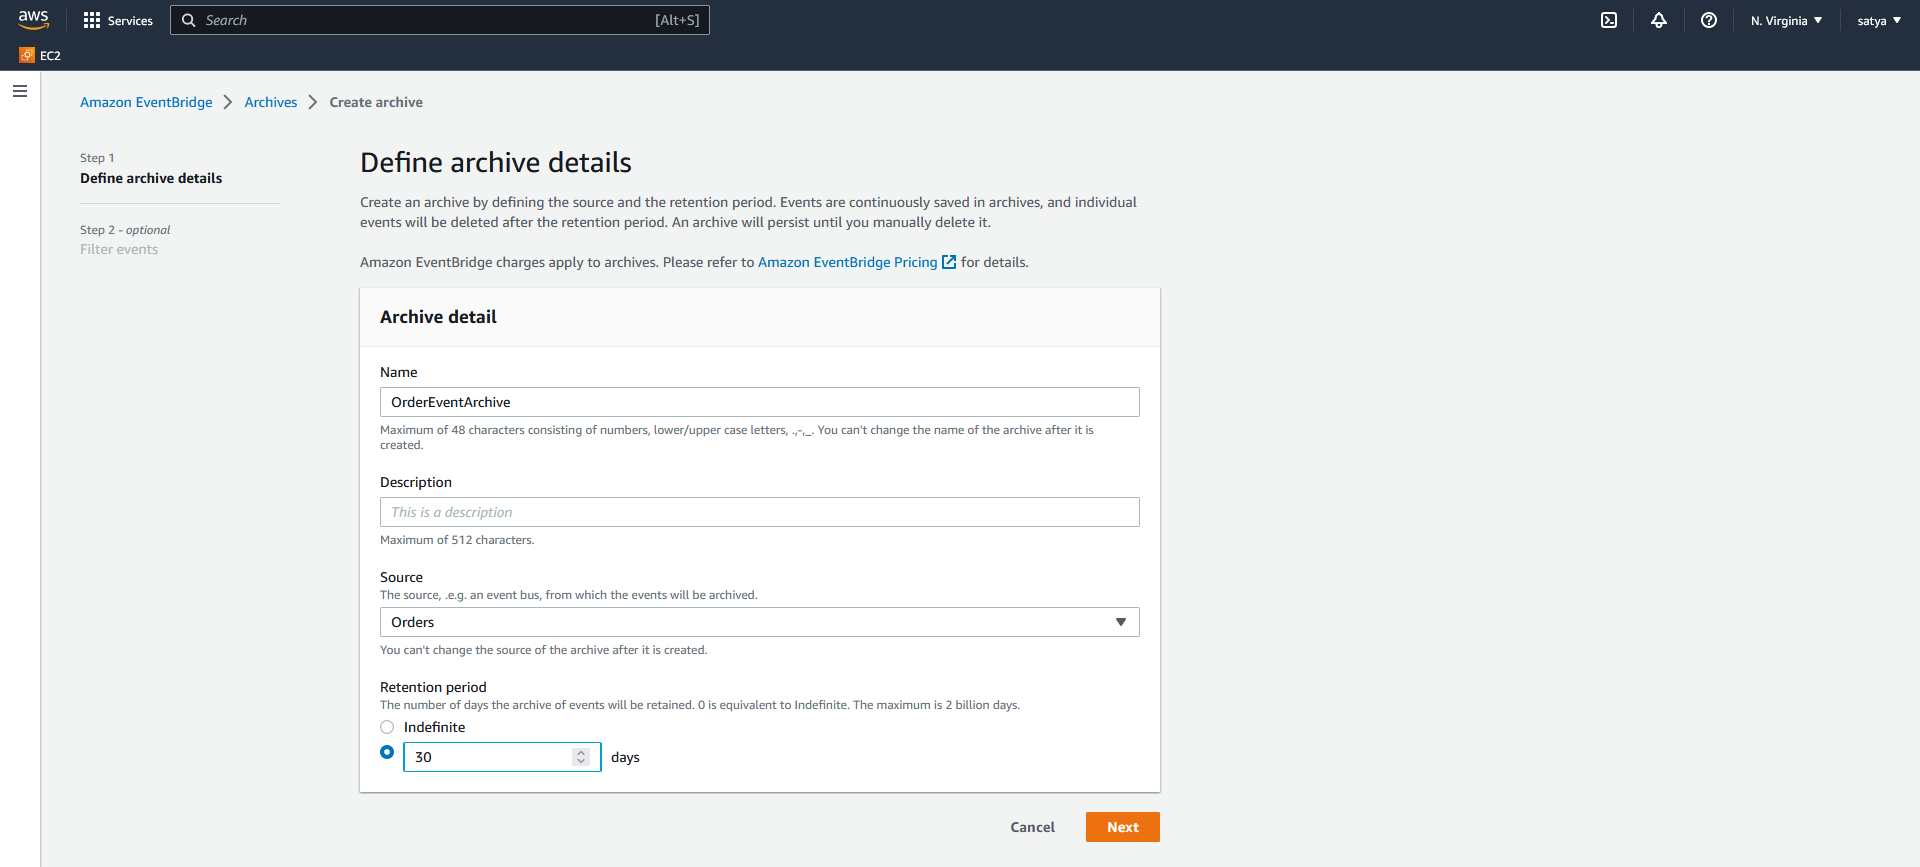 aws Services Search [Alt+S] N. Virginia satya
EC2
Amazon EventBridge Archives Create archive
Step 1
Define archive details
Step 2 - optional
Filter events
Define archive details
Create an archive by defining the source and the retention period. Events are continuously saved in archives, and individual
events will be deleted after the retention period. An archive will persist until you manually delete it.
Amazon EventBridge charges apply to archives. Please refer to Amazon EventBridge Pricing for details.
Archive detail
Name
OrderEventArchive
Maximum of 48 characters consisting of numbers, lower/upper case letters, .,-,_. You can't change the name of the archive after it is
created.
Description
This is a description
Maximum of 512 characters.
Source
The source, .e.g. an event bus, from which the events will be archived.
Orders
You can't change the source of the archive after it is created.
Retention period
The number of days the archive of events will be retained. 0 is equivalent to Indefinite. The maximum is 2 billion days.
Indefinite
30 days
Cancel Next